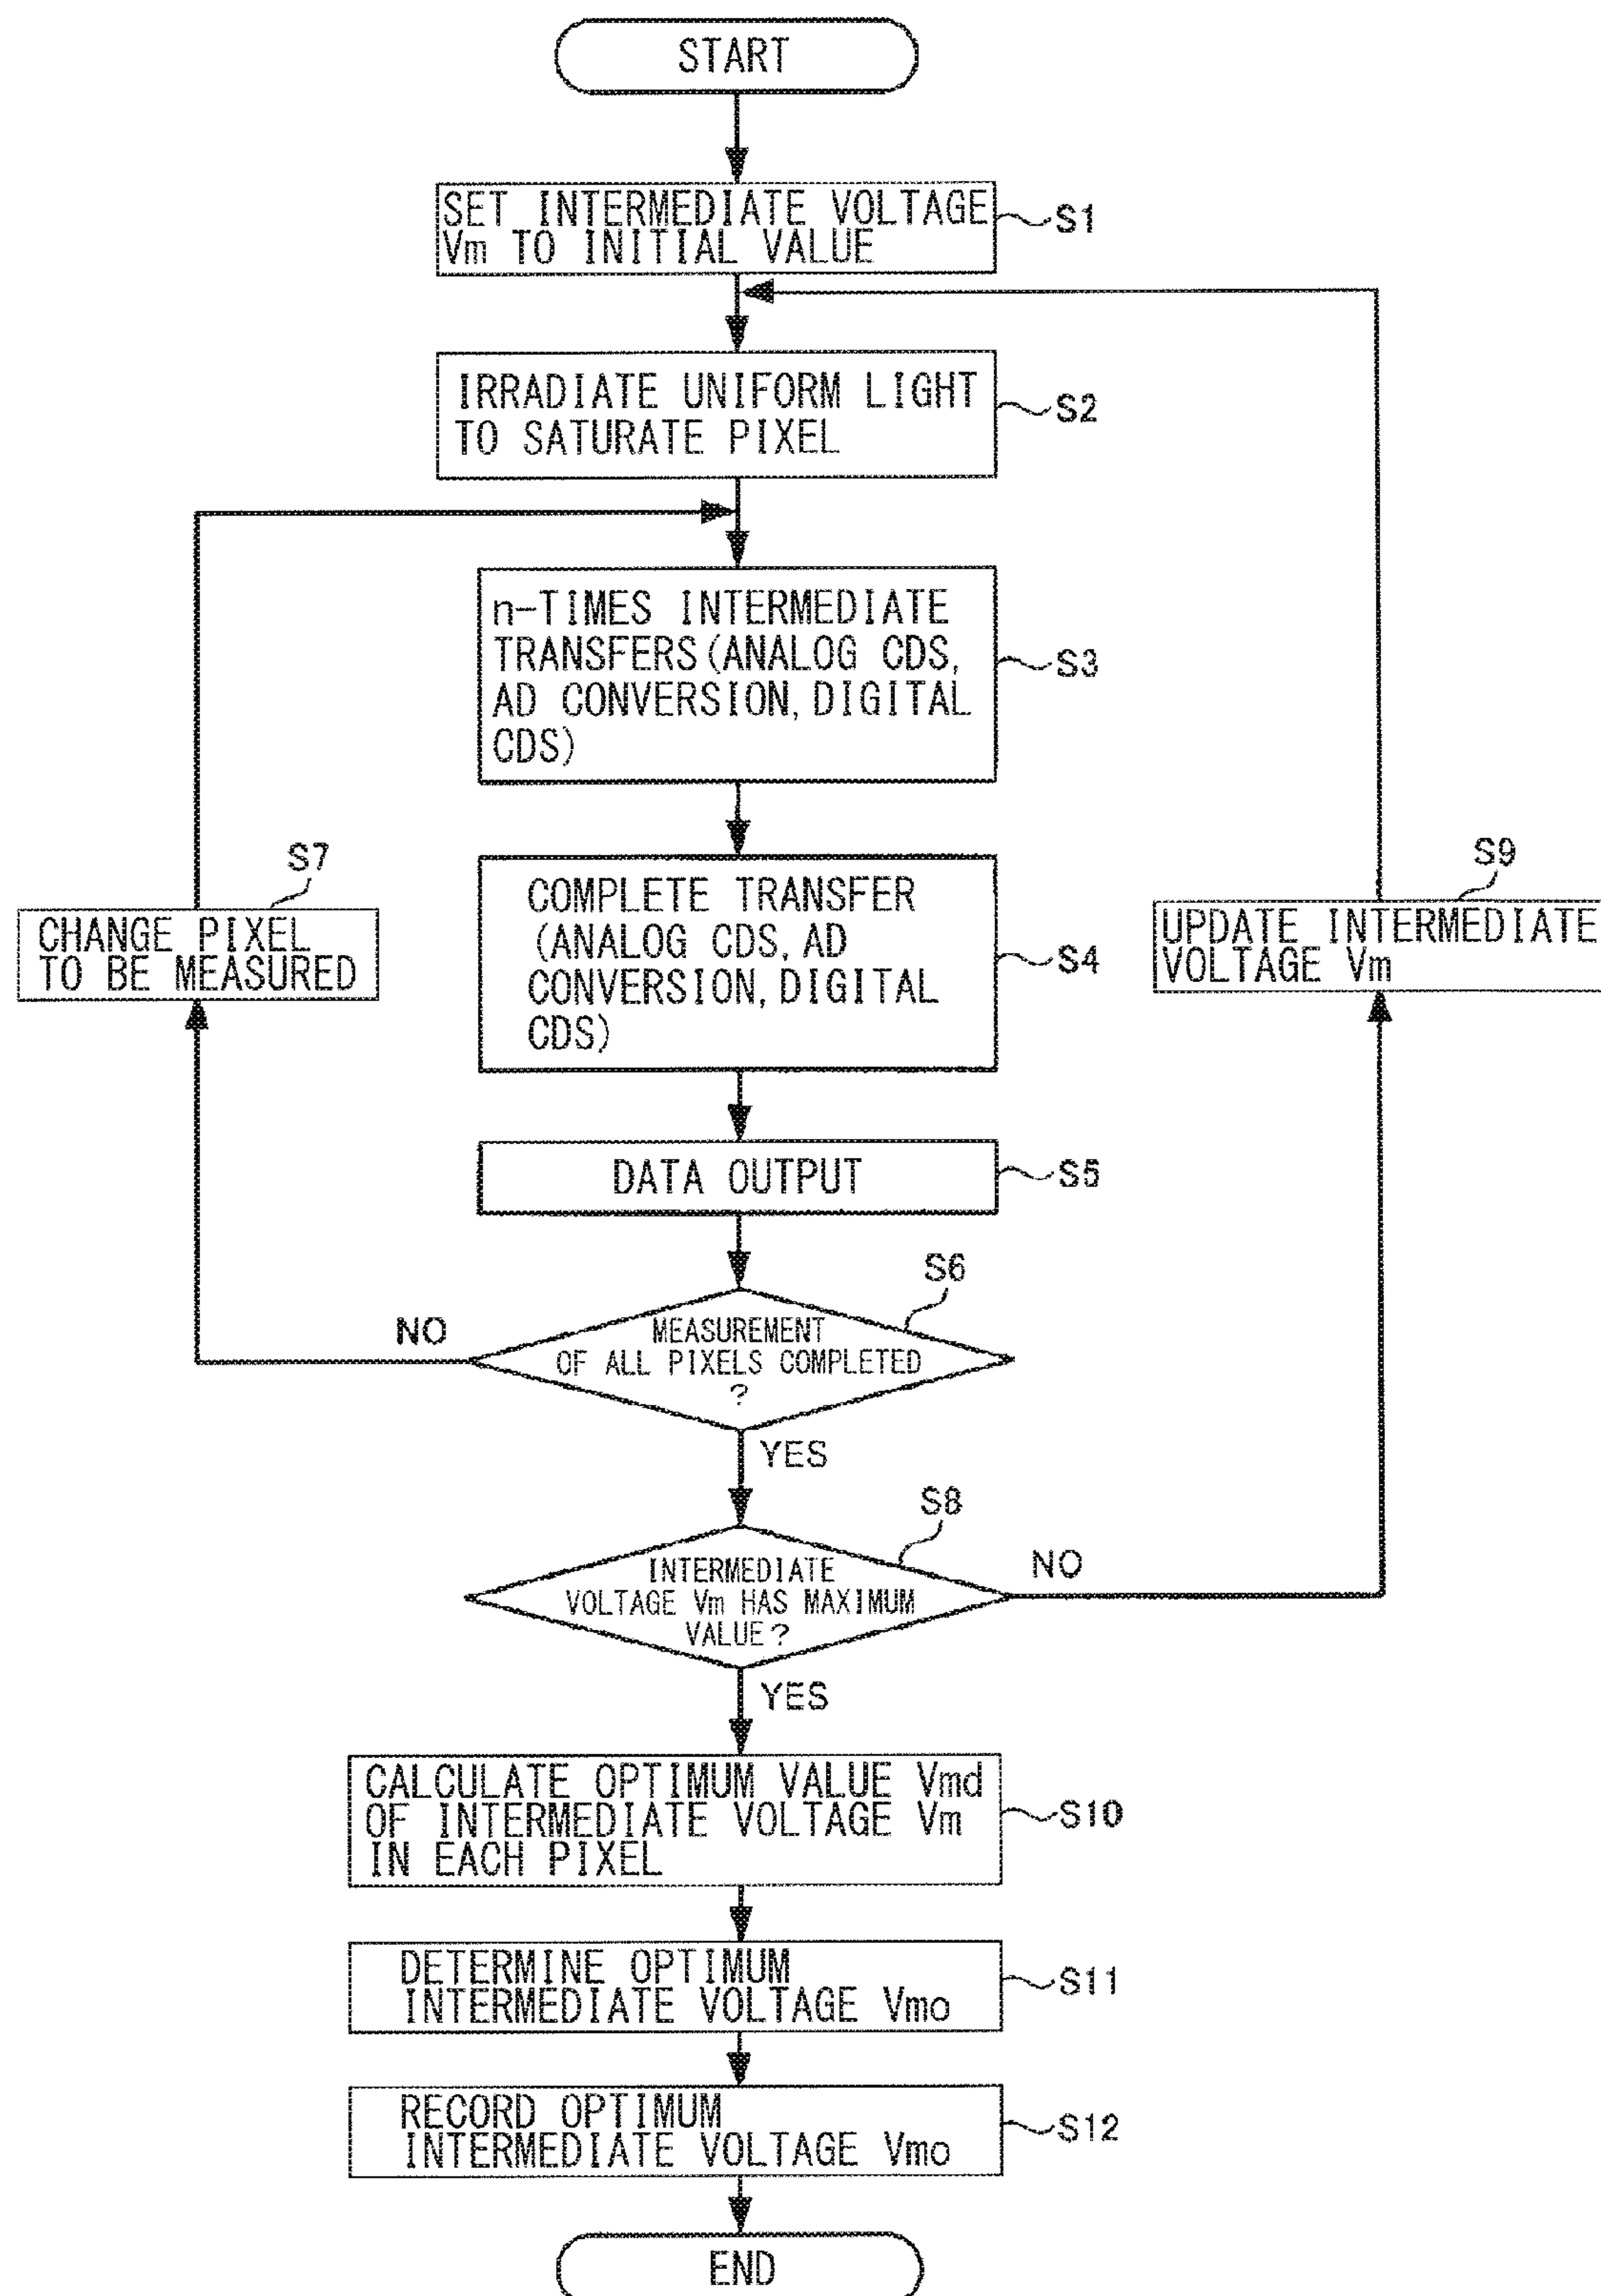 START
SET INTERMEDIATE VOLTAGE
Vm TO INITIAL VALUE
S1
IRRADIATE UNIFORM LIGHT
TO SATURATE PIXEL
S2
n-TIMES INTERMEDIATE
TRANSFERS(ANALOG CDS,
AD CONVERSION, DIGITAL
CDS)
S3
S7
CHANGE PIXEL
TO BE MEASURED
COMPLETE TRANSFER
(ANALOG CDS, AD
CONVERSION, DIGITAL
CDS)
S4
S9
UPDATE INTERMEDIATE
VOLTAGE Vm
DATA OUTPUT
S5
S6
NO
MEASUREMENT
OF ALL PIXELS COMPLETED
?
YES
S8
INTERMEDIATE
VOLTAGE Vm HAS MAXIMUM
VALUE?
NO
YES
CALCULATE OPTIMUM VALUE Vmd
OF INTERMEDIATE VOLTAGE Vm
IN EACH PIXEL
S10
DETERMINE OPTIMUM
INTERMEDIATE VOLTAGE Vmo
S11
RECORD OPTIMUM
INTERMEDIATE VOLTAGE Vmo
S12
END